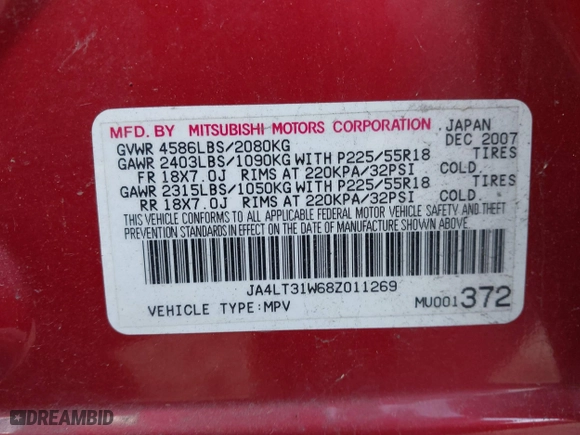 MFD. BY MITSUBISHI MOTORS CORPORATION JAPAN
GVWR 4586LBS/2080KG DEC 2007
GAWR 2403LBS/1090KG WITH P225/55R18 TIRES
FR 18X7.0J RIMS AT 220KPA/32PSI COLD.
GAWR 2315LBS/1050KG WITH P225/55R18 TIRES
RR 18X7.0J RIMS AT 220KPA/32PSI COLD.
THIS VEHICLE CONFORMS TO ALL APPLICABLE FEDERAL MOTOR VEHICLE SAFETY AND THEFT
PREVENTION STANDARDS IN EFFECT ON THE DATE OF MANUFACTURE SHOWN ABOVE.
JA4LT31W68Z011269
VEHICLE TYPE:MPV MU001372
DREAMBID